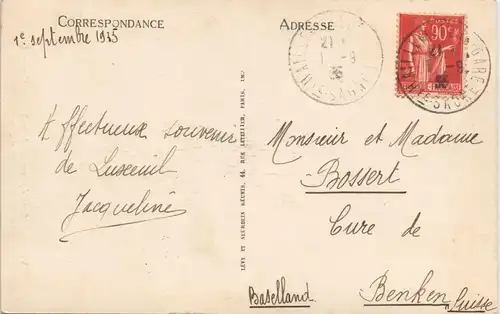 CORRESPONDANCE
1e septembre 1935
Affectueux souvenir
de Luxeuil
Jacqueline
LÉVY ET NEURDEIN RÉUNIS, 44, RUE LETELLIER, PARIS, IMP.
ADRESSE
POSTES
90c
Monsieur et Madame
Bossert
Cure de
Benken
Suisse
Baselland